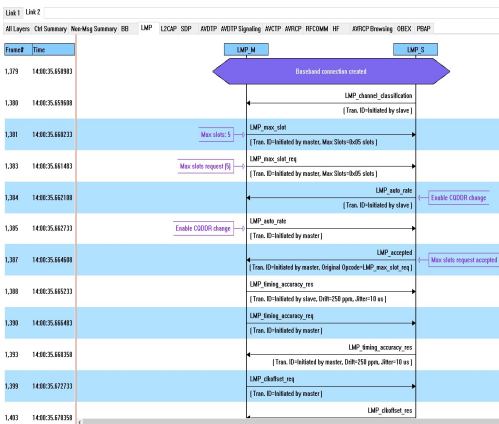 Link 1 Link 2
All Layers Ctrl Summary Non-Msg Summary BB LMP L2CAP SDP AVDTP AVDTP Signaling AVCTP AVRCP RFCOMM HF AVRCP Browsing OBEX PBAP
Frame# Time LMP_M LMP_S
1,379 14:00:35.650983 Baseband connection created
LMP_channel_classification
1,380 14:00:35.659608
( Tran. ID=Initiated by slave )
LMP_max_slot
1,381 14:00:35.660233 Max slots: 5
( Tran. ID=Initiated by master, Max Slots=0x05 slots )
LMP_max_slot_req
1,383 14:00:35.661483 Max slots request (5)
( Tran. ID=Initiated by master, Max Slots=0x05 slots )
LMP_auto_rate
1,384 14:00:35.662108 Enable CQDDR change
( Tran. ID=Initiated by slave )
LMP_auto_rate
1,385 14:00:35.662733 Enable CQDDR change
( Tran. ID=Initiated by master )
LMP_accepted
1,387 14:00:35.664608 Max slots request accepted
( Tran. ID=Initiated by master, Original Opcode=LMP_max_slot_req )
LMP_timing_accuracy_res
1,388 14:00:35.665233
( Tran. ID=Initiated by slave, Drift=250 ppm, Jitter=10 us )
LMP_timing_accuracy_req
1,390 14:00:35.666483
( Tran. ID=Initiated by master )
LMP_timing_accuracy_res
1,393 14:00:35.668358
( Tran. ID=Initiated by master, Drift=250 ppm, Jitter=10 us )
LMP_clkoffset_req
1,399 14:00:35.672733
( Tran. ID=Initiated by master )
LMP_clkoffset_res
1,403 14:00:35.678358